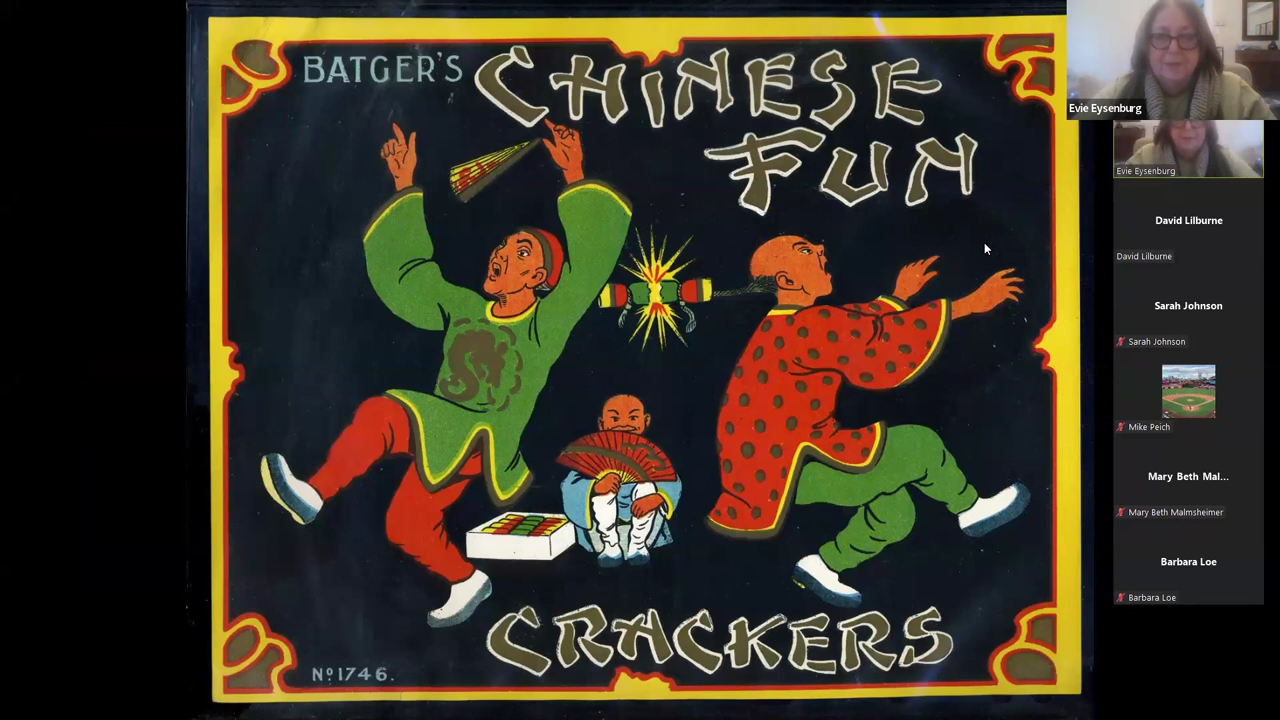 BATGER'S CHINESE
FUN
CRACKERS
Nº1746.
Evie Eysenburg
Evie Eysenburg
David Lilburne
David Lilburne
Sarah Johnson
Sarah Johnson
Mike Peich
Mary Beth Mal...
Mary Beth Malmsheimer
Barbara Loe
Barbara Loe